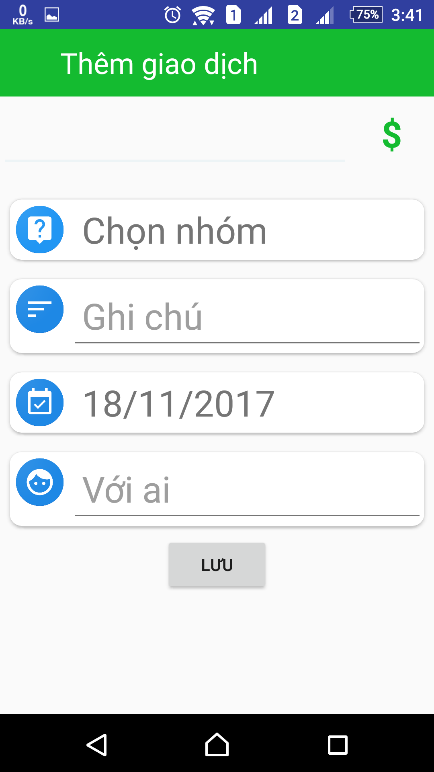 0
KB/s
1
2
75%
3:41
Thêm giao dịch
$
Chọn nhóm
Ghi chú
18/11/2017
Với ai
LƯU